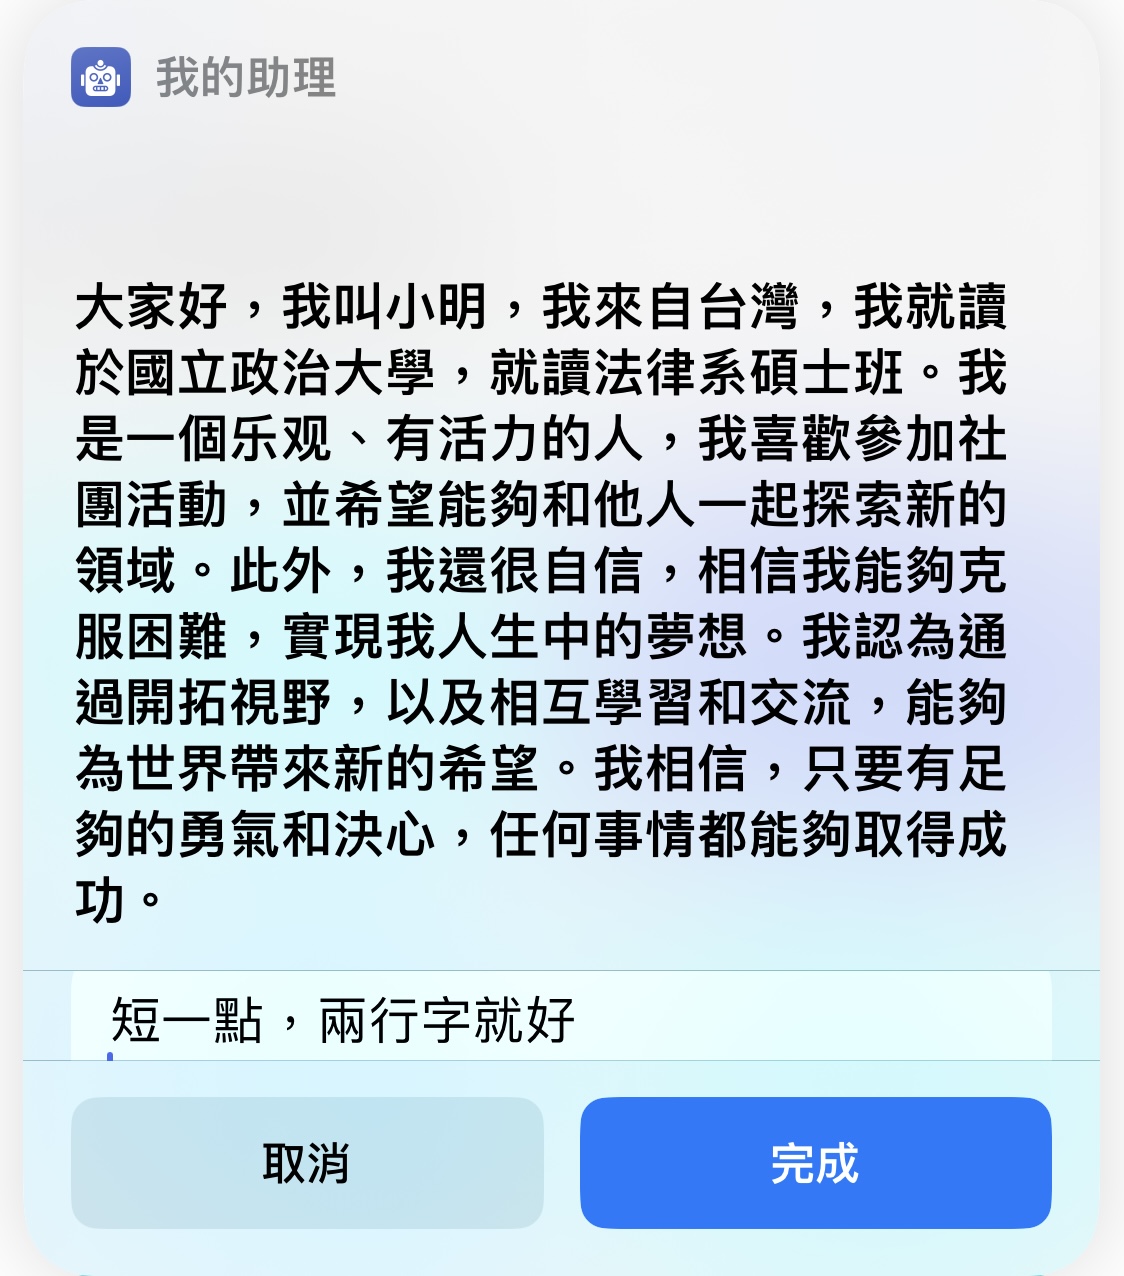 我的助理
大家好，我叫小明，我來自台灣，我就讀
於國立政治大學，就讀法律系碩士班。我
是一個乐观、有活力的人，我喜歡參加社
團活動，並希望能夠和他人一起探索新的
領域。此外，我還很自信，相信我能夠克
服困難，實現我人生中的夢想。我認為通
過開拓視野，以及相互學習和交流，能夠
為世界帶來新的希望。我相信，只要有足
夠的勇氣和決心，任何事情都能夠取得成
功。
短一點，兩行字就好
取消
完成